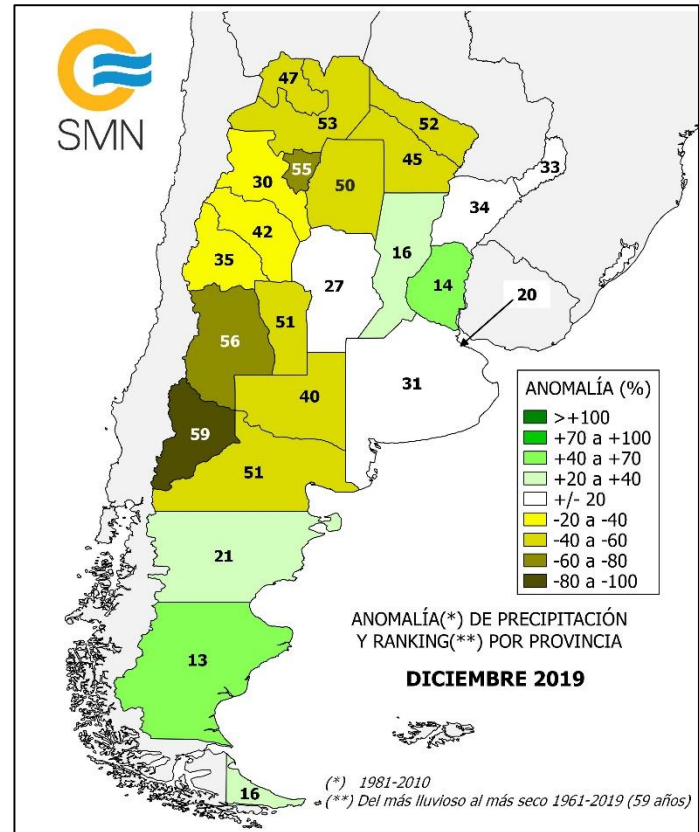 SMN
47
53
52
45
55
50
30
42
35
33
34
16
14
27
20
51
56
31
40
59
51
21
13
16
ANOMALÍA (%)
>+100
+70 a +100
+40 a +70
+20 a +40
+/- 20
-20 a -40
-40 a -60
-60 a -80
-80 a -100
ANOMALÍA(*) DE PRECIPITACIÓN
Y RANKING(**) POR PROVINCIA
DICIEMBRE 2019
(*) 1981-2010
(**) Del más lluvioso al más seco 1961-2019 (59 años)